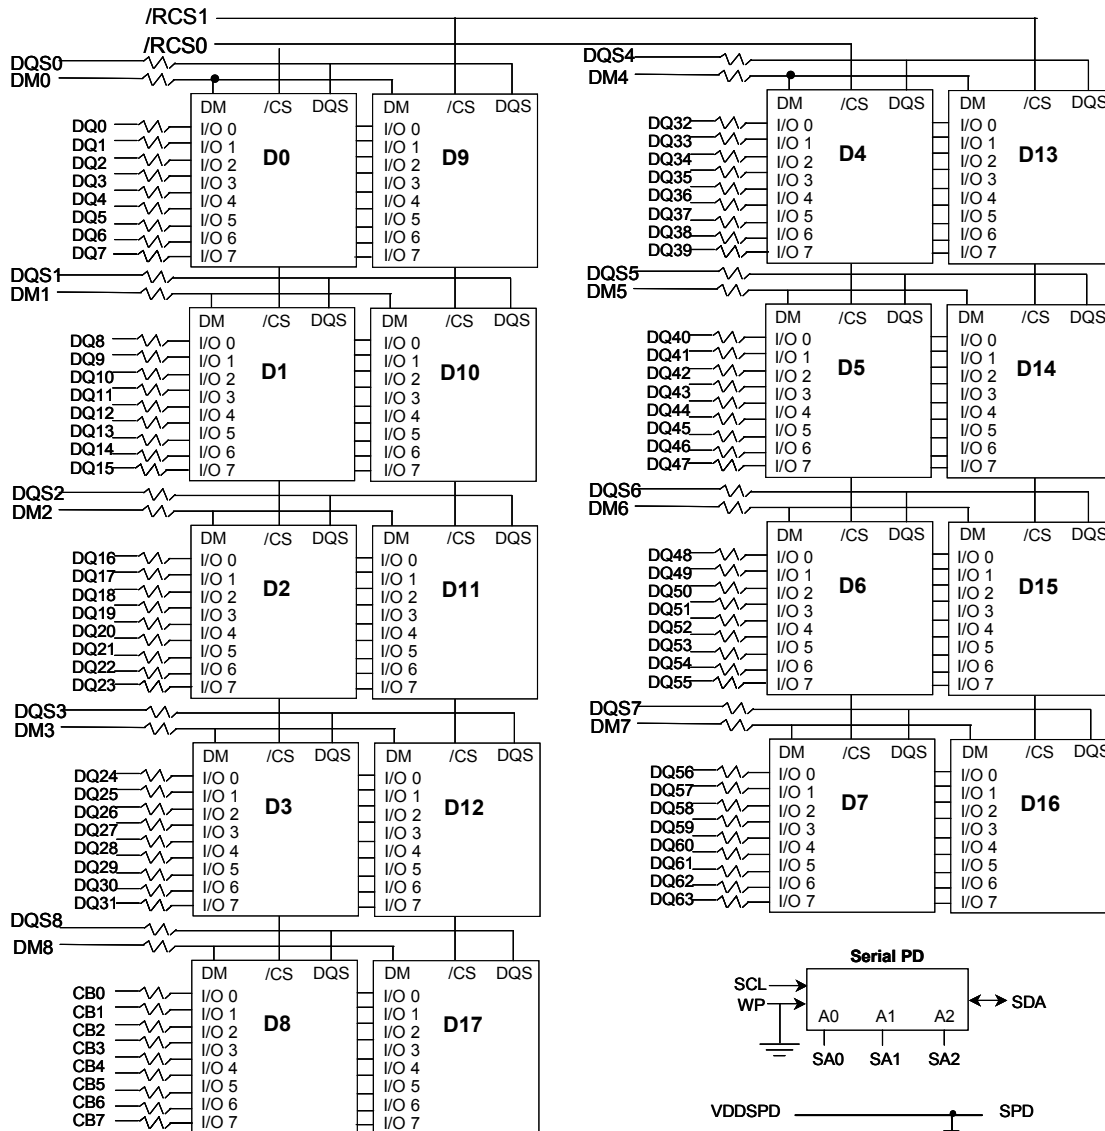 /RCS1
/RCS0
DQS0
DM0
DM /CS DQS DM /CS DQS
DQ0 I/O 0 I/O 0
DQ1 I/O 1 I/O 1
DQ2 I/O 2 D0 I/O 2 D9
DQ3 I/O 3 I/O 3
DQ4 I/O 4 I/O 4
DQ5 I/O 5 I/O 5
DQ6 I/O 6 I/O 6
DQ7 I/O 7 I/O 7
DQS1
DM1
DM /CS DQS DM /CS DQS
DQ8 I/O 0 I/O 0
DQ9 I/O 1 I/O 1
DQ10 I/O 2 D1 I/O 2 D10
DQ11 I/O 3 I/O 3
DQ12 I/O 4 I/O 4
DQ13 I/O 5 I/O 5
DQ14 I/O 6 I/O 6
DQ15 I/O 7 I/O 7
DQS2
DM2
DM /CS DQS DM /CS DQS
DQ16 I/O 0 I/O 0
DQ17 I/O 1 I/O 1
DQ18 I/O 2 D2 I/O 2 D11
DQ19 I/O 3 I/O 3
DQ20 I/O 4 I/O 4
DQ21 I/O 5 I/O 5
DQ22 I/O 6 I/O 6
DQ23 I/O 7 I/O 7
DQS3
DM3
DM /CS DQS DM /CS DQS
DQ24 I/O 0 I/O 0
DQ25 I/O 1 I/O 1
DQ26 I/O 2 D3 I/O 2 D12
DQ27 I/O 3 I/O 3
DQ28 I/O 4 I/O 4
DQ29 I/O 5 I/O 5
DQ30 I/O 6 I/O 6
DQ31 I/O 7 I/O 7
DQS8
DM8
DM /CS DQS DM /CS DQS
CB0 I/O 0 I/O 0
CB1 I/O 1 I/O 1
CB2 I/O 2 D8 I/O 2 D17
CB3 I/O 3 I/O 3
CB4 I/O 4 I/O 4
CB5 I/O 5 I/O 5
CB6 I/O 6 I/O 6
CB7 I/O 7 I/O 7
DQS4
DM4
DM /CS DQS DM /CS DQS
DQ32 I/O 0 I/O 0
DQ33 I/O 1 I/O 1
DQ34 I/O 2 D4 I/O 2 D13
DQ35 I/O 3 I/O 3
DQ36 I/O 4 I/O 4
DQ37 I/O 5 I/O 5
DQ38 I/O 6 I/O 6
DQ39 I/O 7 I/O 7
DQS5
DM5
DM /CS DQS DM /CS DQS
DQ40 I/O 0 I/O 0
DQ41 I/O 1 I/O 1
DQ42 I/O 2 D5 I/O 2 D14
DQ43 I/O 3 I/O 3
DQ44 I/O 4 I/O 4
DQ45 I/O 5 I/O 5
DQ46 I/O 6 I/O 6
DQ47 I/O 7 I/O 7
DQS6
DM6
DM /CS DQS DM /CS DQS
DQ48 I/O 0 I/O 0
DQ49 I/O 1 I/O 1
DQ50 I/O 2 D6 I/O 2 D15
DQ51 I/O 3 I/O 3
DQ52 I/O 4 I/O 4
DQ53 I/O 5 I/O 5
DQ54 I/O 6 I/O 6
DQ55 I/O 7 I/O 7
DQS7
DM7
DM /CS DQS DM /CS DQS
DQ56 I/O 0 I/O 0
DQ57 I/O 1 I/O 1
DQ58 I/O 2 D7 I/O 2 D16
DQ59 I/O 3 I/O 3
DQ60 I/O 4 I/O 4
DQ61 I/O 5 I/O 5
DQ62 I/O 6 I/O 6
DQ63 I/O 7 I/O 7
Serial PD
SCL
WP SDA
A0 A1 A2
SA0 SA1 SA2
VDDSPD SPD